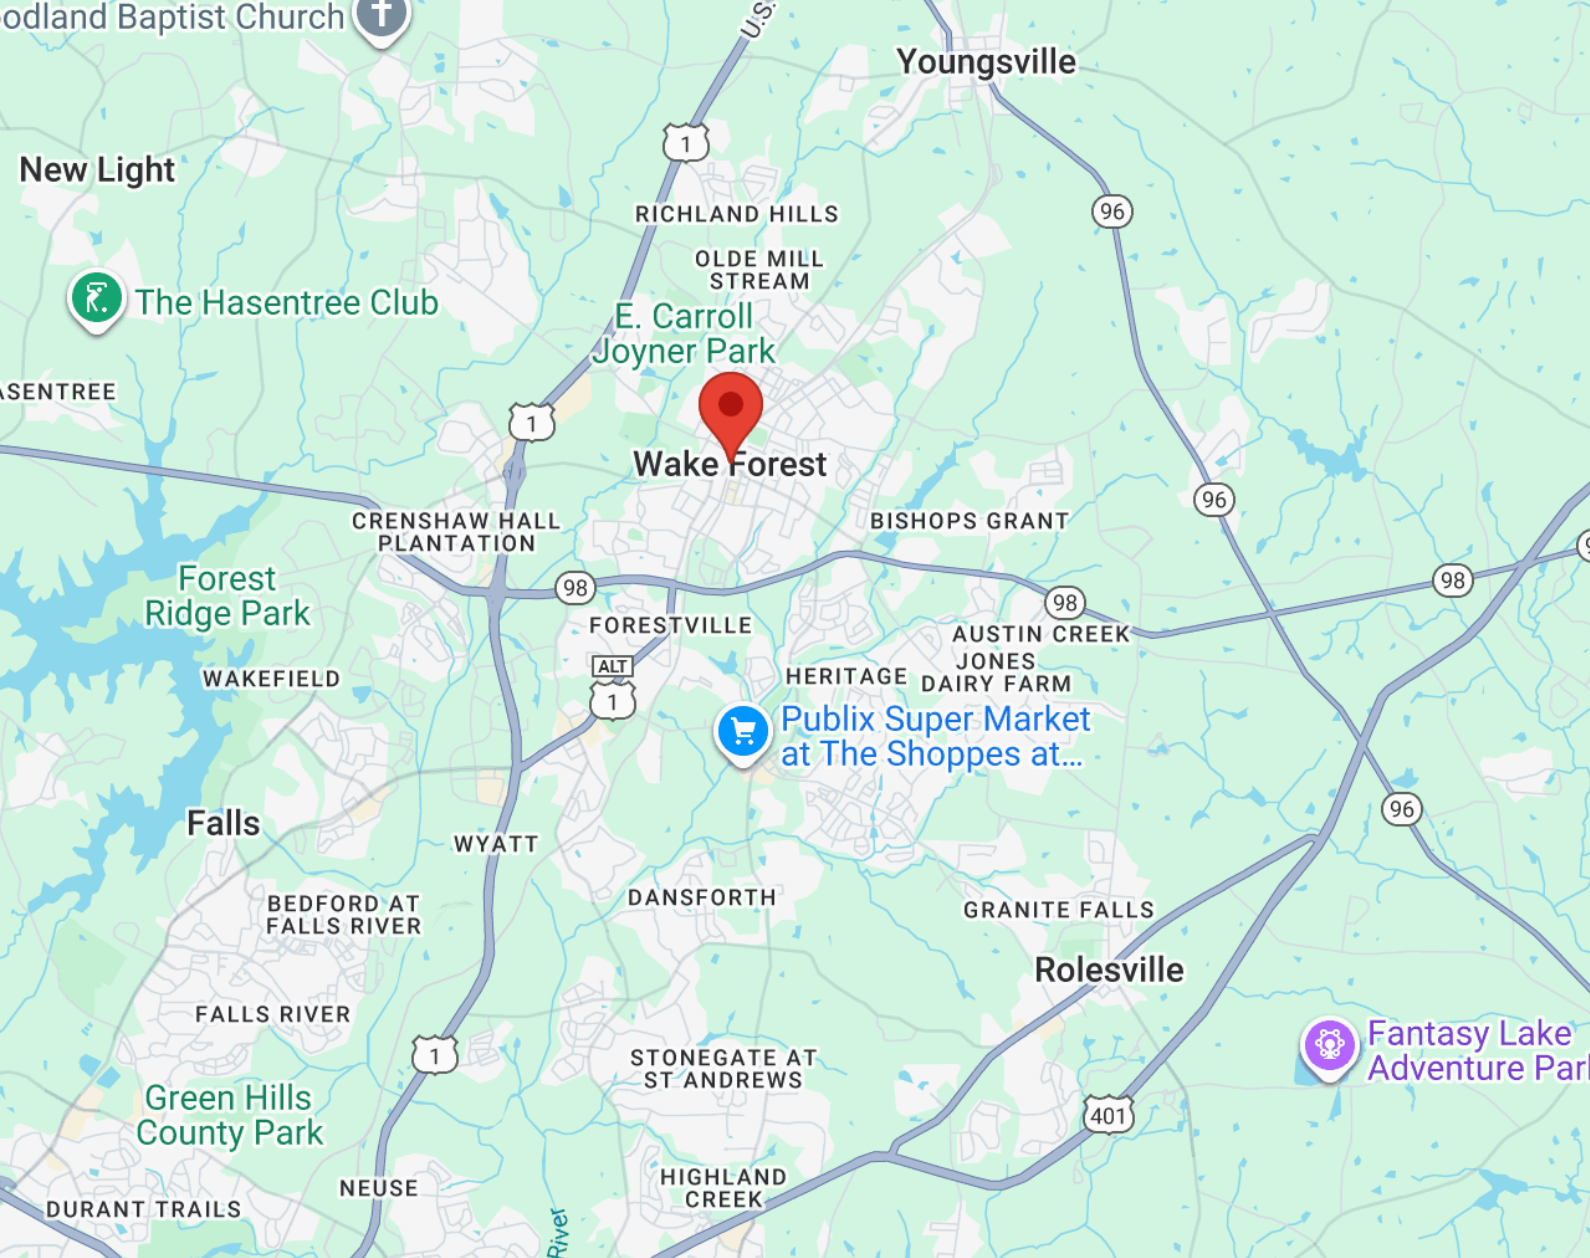 odland Baptist Church
U.S.
Youngsville
1
New Light
96
RICHLAND HILLS
OLDE MILL
STREAM
The Hasentree Club
E. Carroll
Joyner Park
ASENTREE
1
Wake Forest
96
CRENSHAW HALL
PLANTATION
BISHOPS GRANT
Forest
Ridge Park
98
98
98
FORESTVILLE
AUSTIN CREEK
ALT
1
WAKEFIELD
HERITAGE
JONES
DAIRY FARM
Publix Super Market
at The Shoppes at...
Falls
96
WYATT
BEDFORD AT
FALLS RIVER
DANSFORTH
GRANITE FALLS
Rolesville
FALLS RIVER
1
STONEGATE AT
ST ANDREWS
Fantasy Lake
Adventure Par
Green Hills
County Park
401
NEUSE
HIGHLAND
CREEK
DURANT TRAILS
River